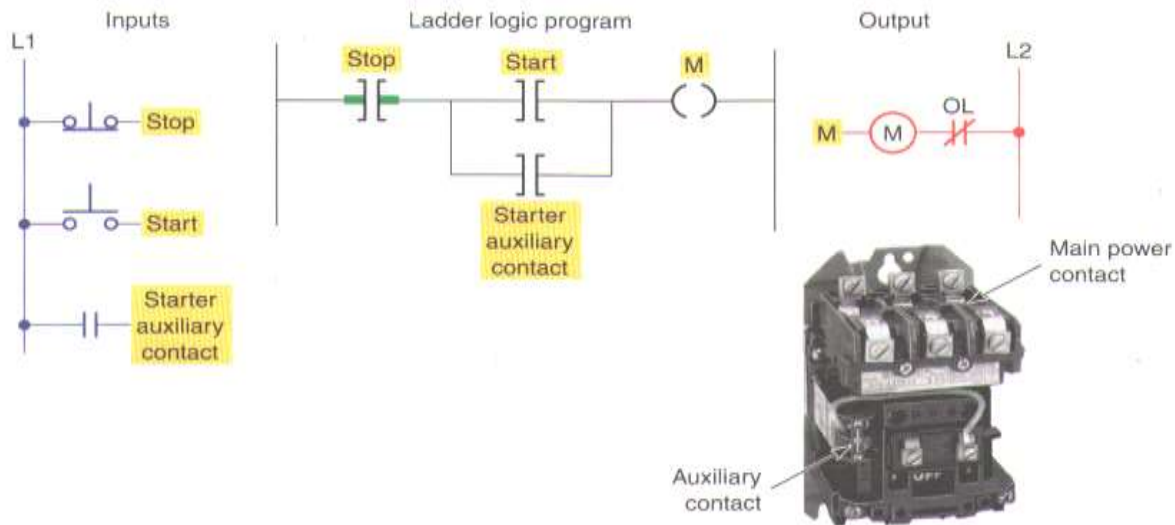 Inputs
Ladder logic program
Output
L1
L2
Stop
Start
M
Stop
OL
M
M
Start
Starter
auxiliary
contact
Starter
auxiliary
contact
Main power
contact
Auxiliary
contact
OFF